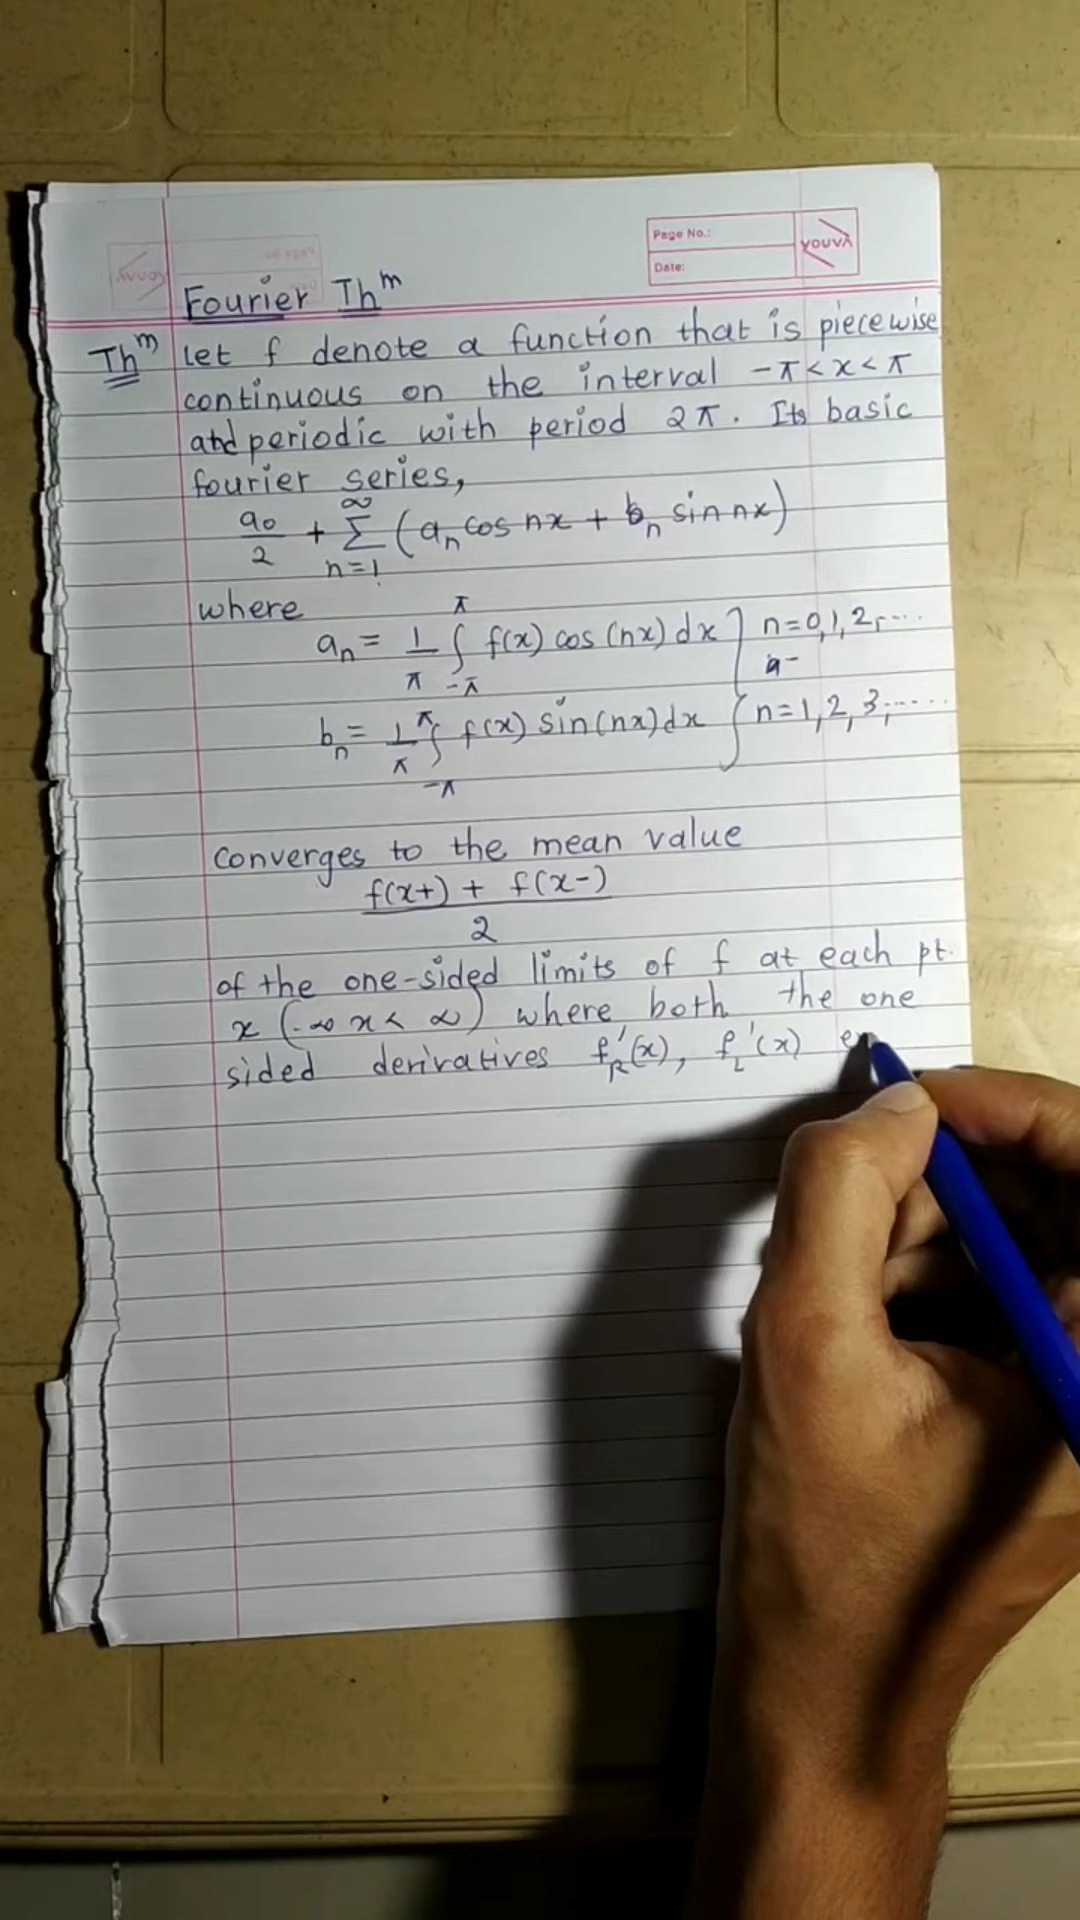 Page No.:
Date:
YOUVA
Fourier Thm
Thm Let f denote a function that is piecewise
continuous on the interval -π < x < π
and periodic with period 2π. Its basic
fourier series,
a0/2 + ∑_{n=1}^{∞} (an cos nx + bn sin nx)
where
an = 1/π ∫_{-π}^{π} f(x) cos (nx) dx } n=0,1,2,....
bn = 1/π ∫_{-π}^{π} f(x) sin(nx)dx } n=1,2,3,.....
converges to the mean value
f(x+) + f(x-) / 2
of the one-sided limits of f at each pt.
x (-∞ x < ∞) where both the one
sided derivatives fR'(x), fL'(x)